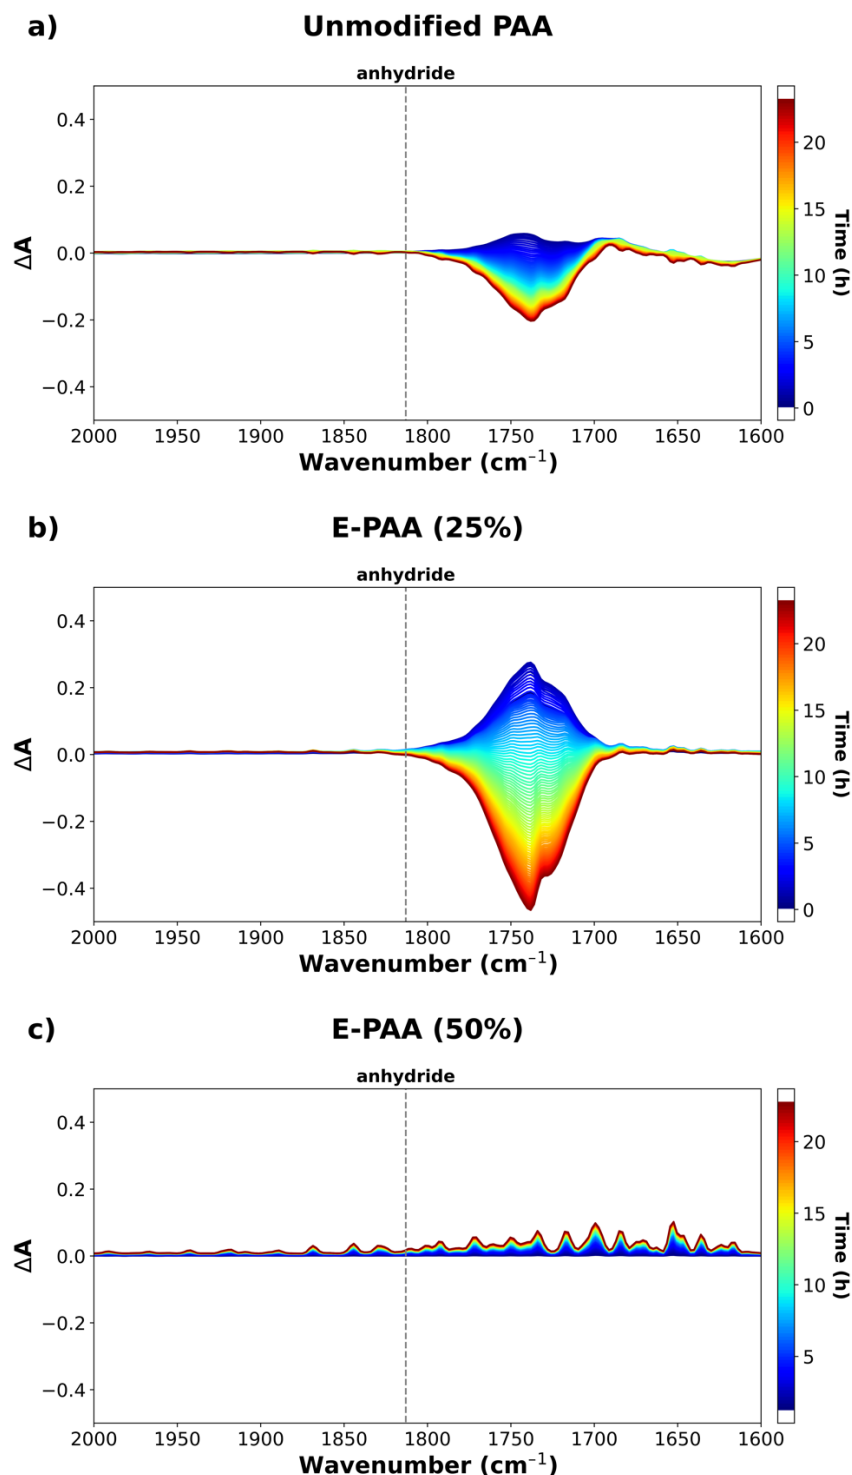 a) Unmodified PAA
anhydride
0.4
0.2
0.0
−0.2
−0.4
ΔA
2000 1950 1900 1850 1800 1750 1700 1650 1600
Wavenumber (cm⁻¹)
20
15
10
5
0
Time (h)
b) E-PAA (25%)
anhydride
0.4
0.2
0.0
−0.2
−0.4
ΔA
2000 1950 1900 1850 1800 1750 1700 1650 1600
Wavenumber (cm⁻¹)
20
15
10
5
0
Time (h)
c) E-PAA (50%)
anhydride
0.4
0.2
0.0
−0.2
−0.4
ΔA
2000 1950 1900 1850 1800 1750 1700 1650 1600
Wavenumber (cm⁻¹)
20
15
10
5
Time (h)